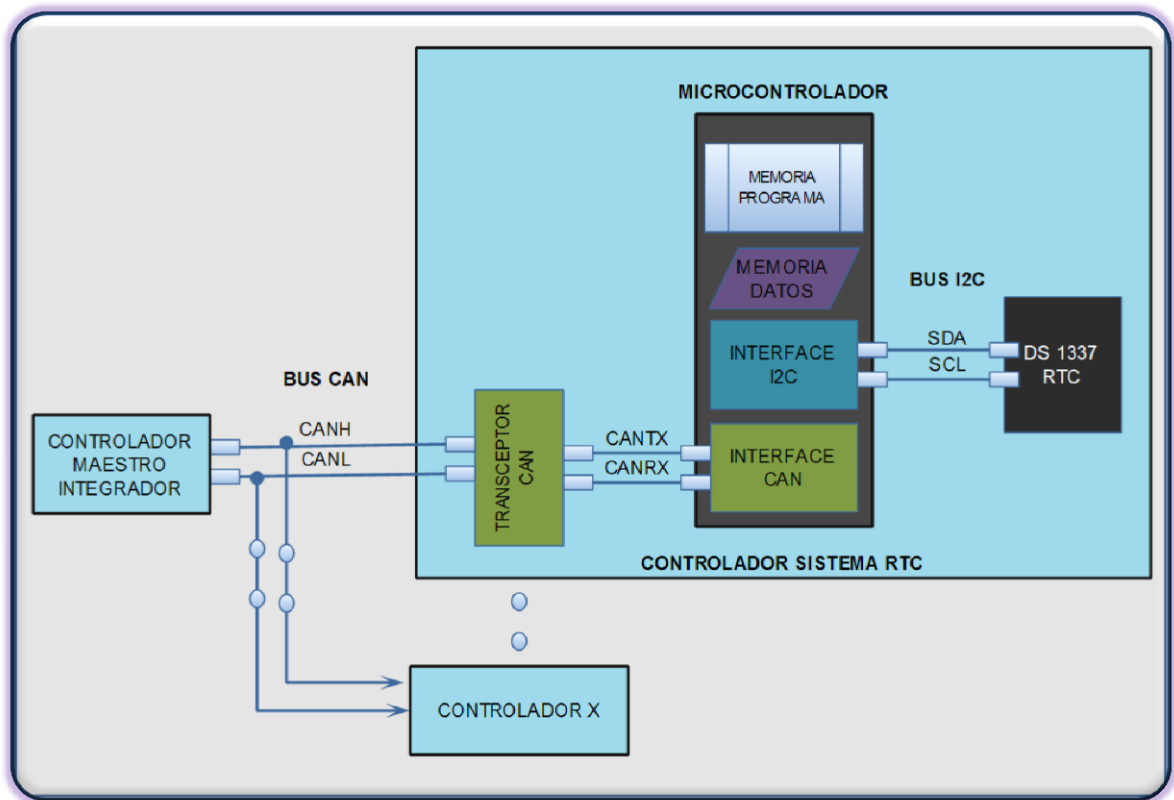 MICROCONTROLADOR
MEMORIA
PROGRAMA
MEMORIA
DATOS
BUS I2C
INTERFACE
I2C
SDA
SCL
DS 1337
RTC
BUS CAN
CONTROLADOR
MAESTRO
INTEGRADOR
CANH
CANL
TRANSCEPTOR
CAN
CANTX
CANRX
INTERFACE
CAN
CONTROLADOR SISTEMA RTC
CONTROLADOR X